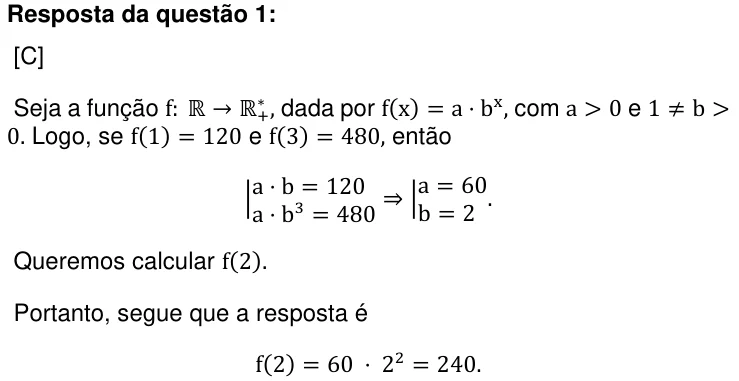 Resposta da questão 1:
[C]
Seja a função f: ℝ → ℝ₊*, dada por f(x) = a · bˣ, com a > 0 e 1 ≠ b >
0. Logo, se f(1) = 120 e f(3) = 480, então
|a · b = 120 ⇒ |a = 60
|a · b³ = 480 |b = 2.
Queremos calcular f(2).
Portanto, segue que a resposta é
f(2) = 60 · 2² = 240.